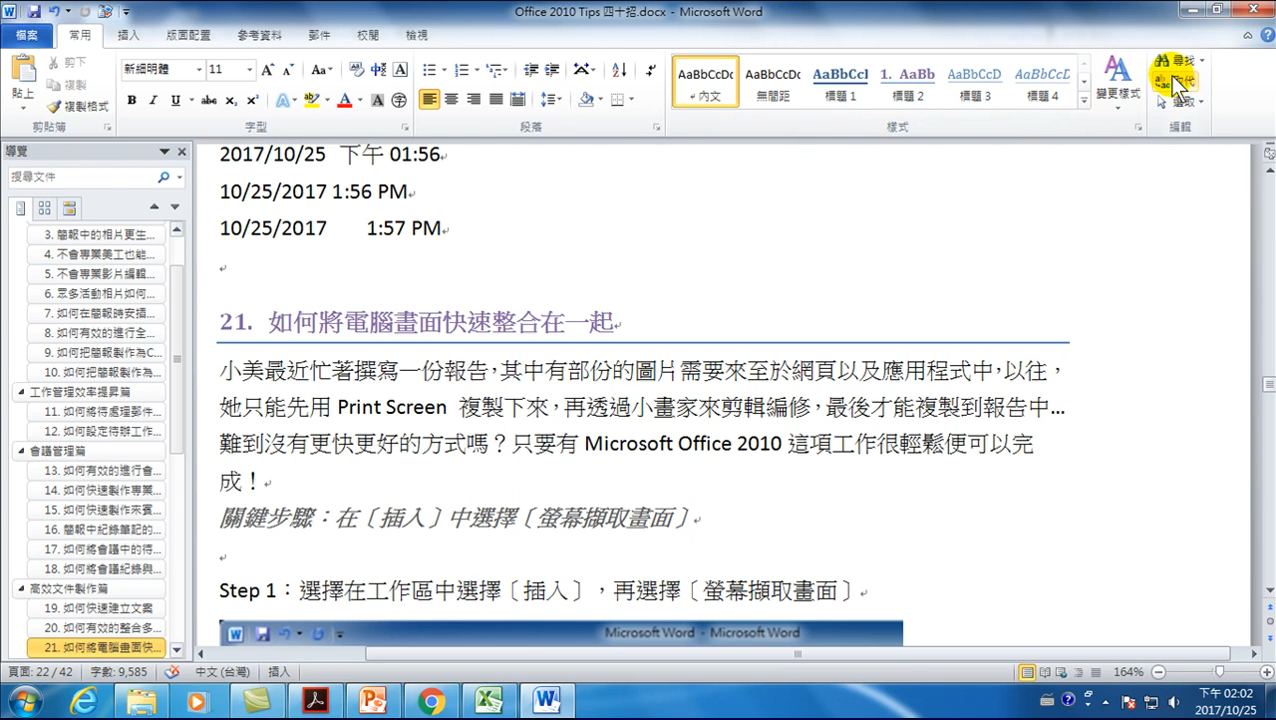 Office 2010 Tips 四十招.docx - Microsoft Word
檔案 常用 插入 版面配置 參考資料 郵件 校閱 檢視
貼上 剪下 複製 複製格式
新細明體 11
AaBbCcDc AaBbCcDc AaBbCcI 1. AaBb AaBbCcD AaBbCcD
內文 無間距 標題 1 標題 2 標題 3 標題 4 變更樣式
尋找
選取
剪貼簿 字型 段落 樣式 編輯
導覽
搜尋文件
3. 簡報中的相片更生...
4. 不會專業美工也能...
5. 不會專業影片編輯...
6. 眾多活動相片如何...
7. 如何在簡報時安插...
8. 如何有效的進行全...
9. 如何把簡報製作為C...
10. 如何把簡報製作為...
工作管理效率提昇篇
11. 如何將待處理郵件...
12. 如何設定待辦工作...
會議管理篇
13. 如何有效的進行會...
14. 如何快速製作專業...
15. 如何快速製作來賓...
16. 簡報中紀錄筆記的...
17. 如何將會議中的待...
18. 如何將會議紀錄與...
高效文件製作篇
19. 如何快速建立文案
20. 如何有效的整合多...
21. 如何將電腦畫面快...
2017/10/25 下午 01:56
10/25/2017 1:56 PM
10/25/2017 1:57 PM
21. 如何將電腦畫面快速整合在一起
小美最近忙著撰寫一份報告，其中有部份的圖片需要來至於網頁以及應用程式中，以往，
她只能先用 Print Screen 複製下來，再透過小畫家來剪輯編修，最後才能複製到報告中...
難到沒有更快更好的方式嗎？只要有 Microsoft Office 2010 這項工作很輕鬆便可以完
成！
關鍵步驟：在〔插入〕中選擇〔螢幕擷取畫面〕
Step 1：選擇在工作區中選擇〔插入〕，再選擇〔螢幕擷取畫面〕
Microsoft Word - Microsoft Word
頁面: 22 / 42 字數: 9,585 中文 (台灣) 插入 164%
下午 02:02
2017/10/25